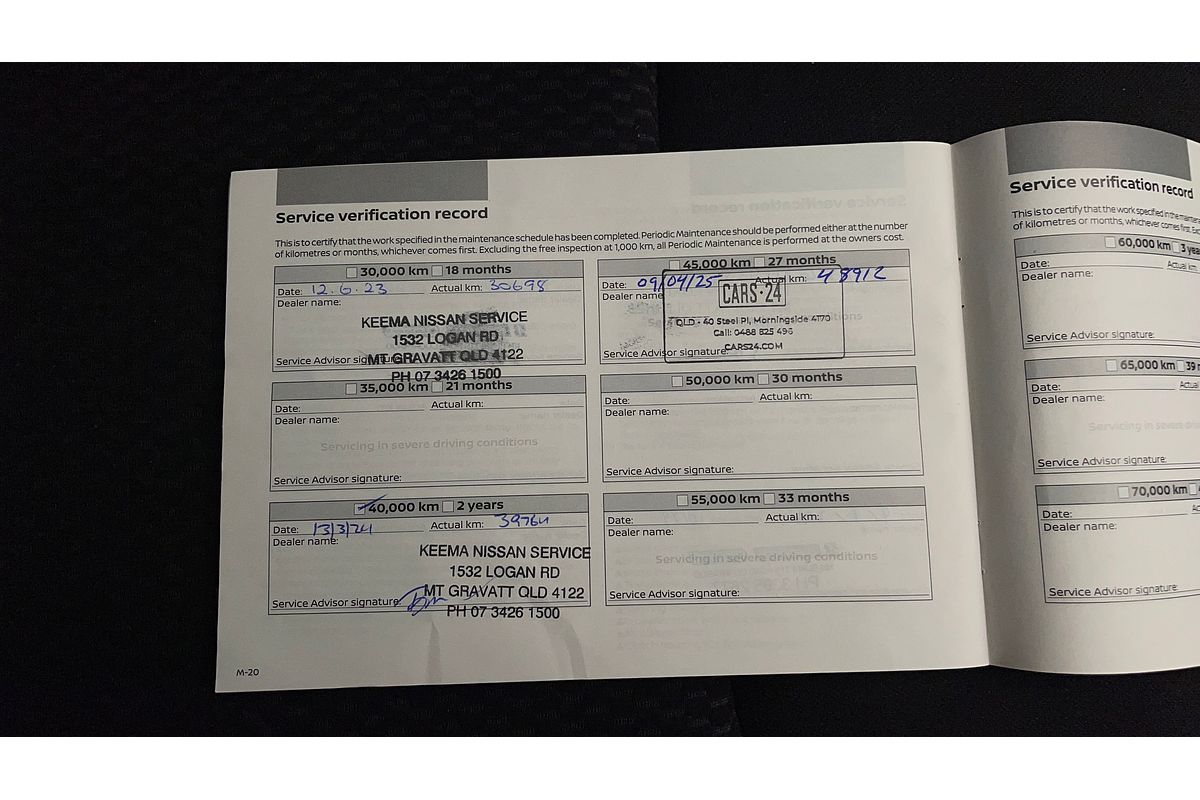 Service verification record
This is to certify that the work specified in the maintenance schedule has been completed. Periodic Maintenance should be performed either at the number
of kilometres or months, whichever comes first. Excluding the free inspection at 1,000 km, all Periodic Maintenance is performed at the owners cost.
30,000 km 18 months
Date: 12.6.23 Actual km: 30698
Dealer name:
KEEMA NISSAN SERVICE
1532 LOGAN RD
MT GRAVATT QLD 4122
PH 07 3426 1500
Service Advisor signature:
35,000 km 21 months
Date: Actual km:
Dealer name:
Servicing in severe driving conditions
Service Advisor signature:
40,000 km 2 years
Date: 13/3/24 Actual km: 39764
Dealer name:
KEEMA NISSAN SERVICE
1532 LOGAN RD
MT GRAVATT QLD 4122
PH 07 3426 1500
Service Advisor signature:
M-20
45,000 km 27 months
Date: 09/04/25 Actual km: 48912
Dealer name
CARS·24
QLD - 40 Steel Pl, Morningside 4170
Call: 0488 825 496
CARS24.COM
Service Advisor signature:
50,000 km 30 months
Date: Actual km:
Dealer name:
Service Advisor signature:
55,000 km 33 months
Date: Actual km:
Dealer name:
Servicing in severe driving conditions
Service Advisor signature:
Service verification record
This is to certify that the work specified in the
of kilometres or months, whichever comes first.
60,000 km 3
Date: Actual
Dealer name:
Service Advisor signature:
65,000 km 39
Date: Actual
Dealer name:
Servicing in severe
Service Advisor signature:
70,000 km
Date: Actual
Dealer name:
Service Advisor signature: